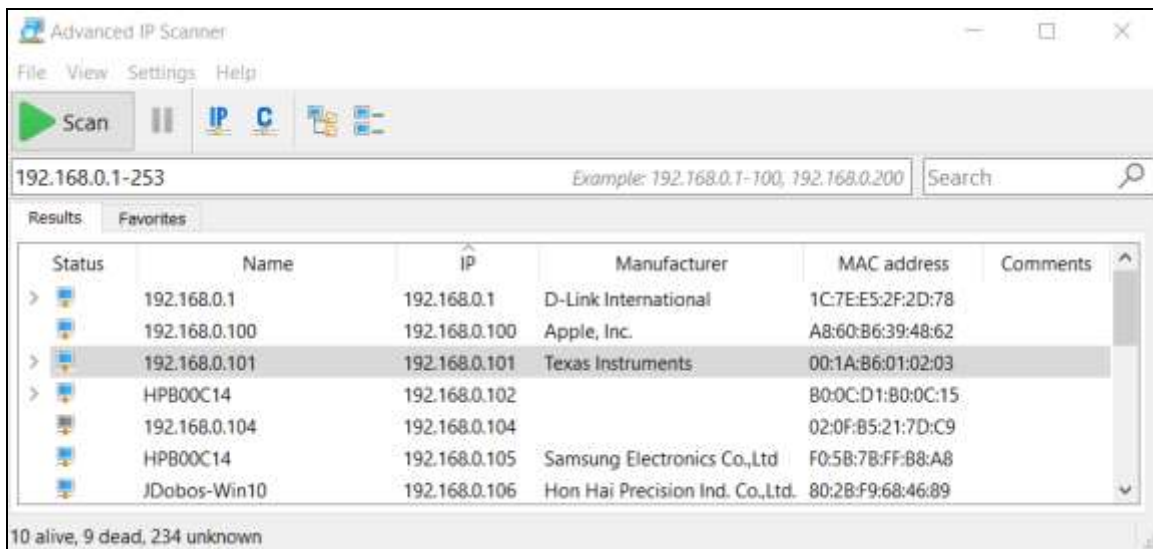 Advanced IP Scanner
File View Settings Help
Scan IP C
192.168.0.1-253 Example: 192.168.0.1-100, 192.168.0.200 Search
Results Favorites
Status Name IP Manufacturer MAC address Comments
192.168.0.1 192.168.0.1 D-Link International 1C:7E:E5:2F:2D:78
192.168.0.100 192.168.0.100 Apple, Inc. A8:60:B6:39:48:62
192.168.0.101 192.168.0.101 Texas Instruments 00:1A:B6:01:02:03
HPB00C14 192.168.0.102 B0:0C:D1:B0:0C:15
192.168.0.104 192.168.0.104 02:0F:B5:21:7D:C9
HPB00C14 192.168.0.105 Samsung Electronics Co.,Ltd F0:5B:7B:FF:B8:A8
JDobos-Win10 192.168.0.106 Hon Hai Precision Ind. Co.,Ltd. 80:2B:F9:68:46:89
10 alive, 9 dead, 234 unknown